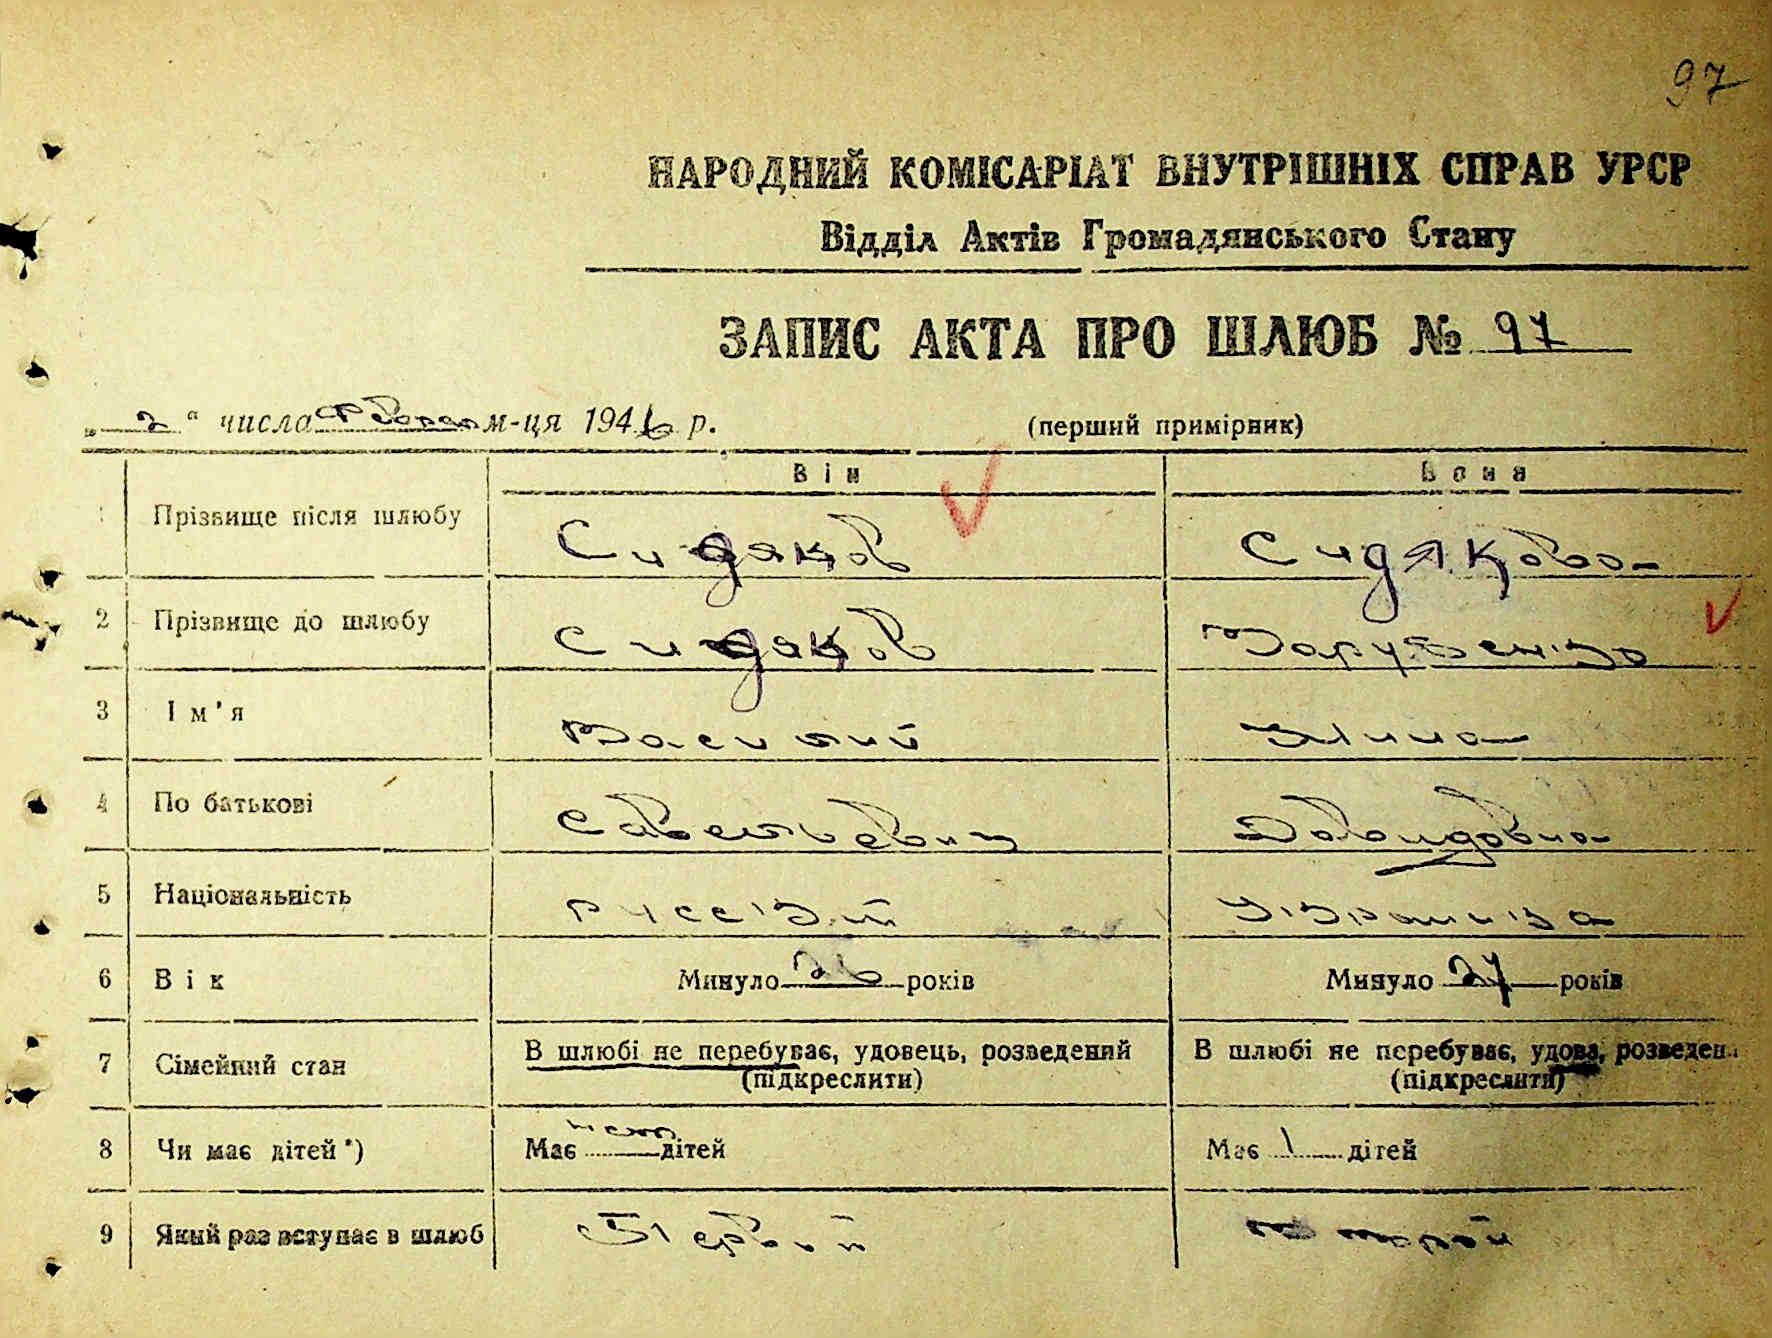 97
НАРОДНИЙ КОМІСАРІАТ ВНУТРІШНІХ СПРАВ УРСР
Відділ Актів Громадянського Стану
ЗАПИС АКТА ПРО ШЛЮБ № 97
„ 2 “ числа Феврал м-ця 1946 р. (перший примірник)
Він Вона
1 Прізвище після шлюбу Сидяков Сидякова
2 Прізвище до шлюбу Сидяков
3 Ім'я Василий Нина
4 По батькові Савельевич Давидовна
5 Національність русский украинка
6 Вік Минуло 26 років Минуло 27 років
7 Сімейний стан В шлюбі не перебуває, удовець, розведений В шлюбі не перебуває, удова, розведена
(підкреслити) (підкреслити)
8 Чи має дітей *) Має нет дітей Має 1 дітей
9 Який раз вступає в шлюб Первый Второй